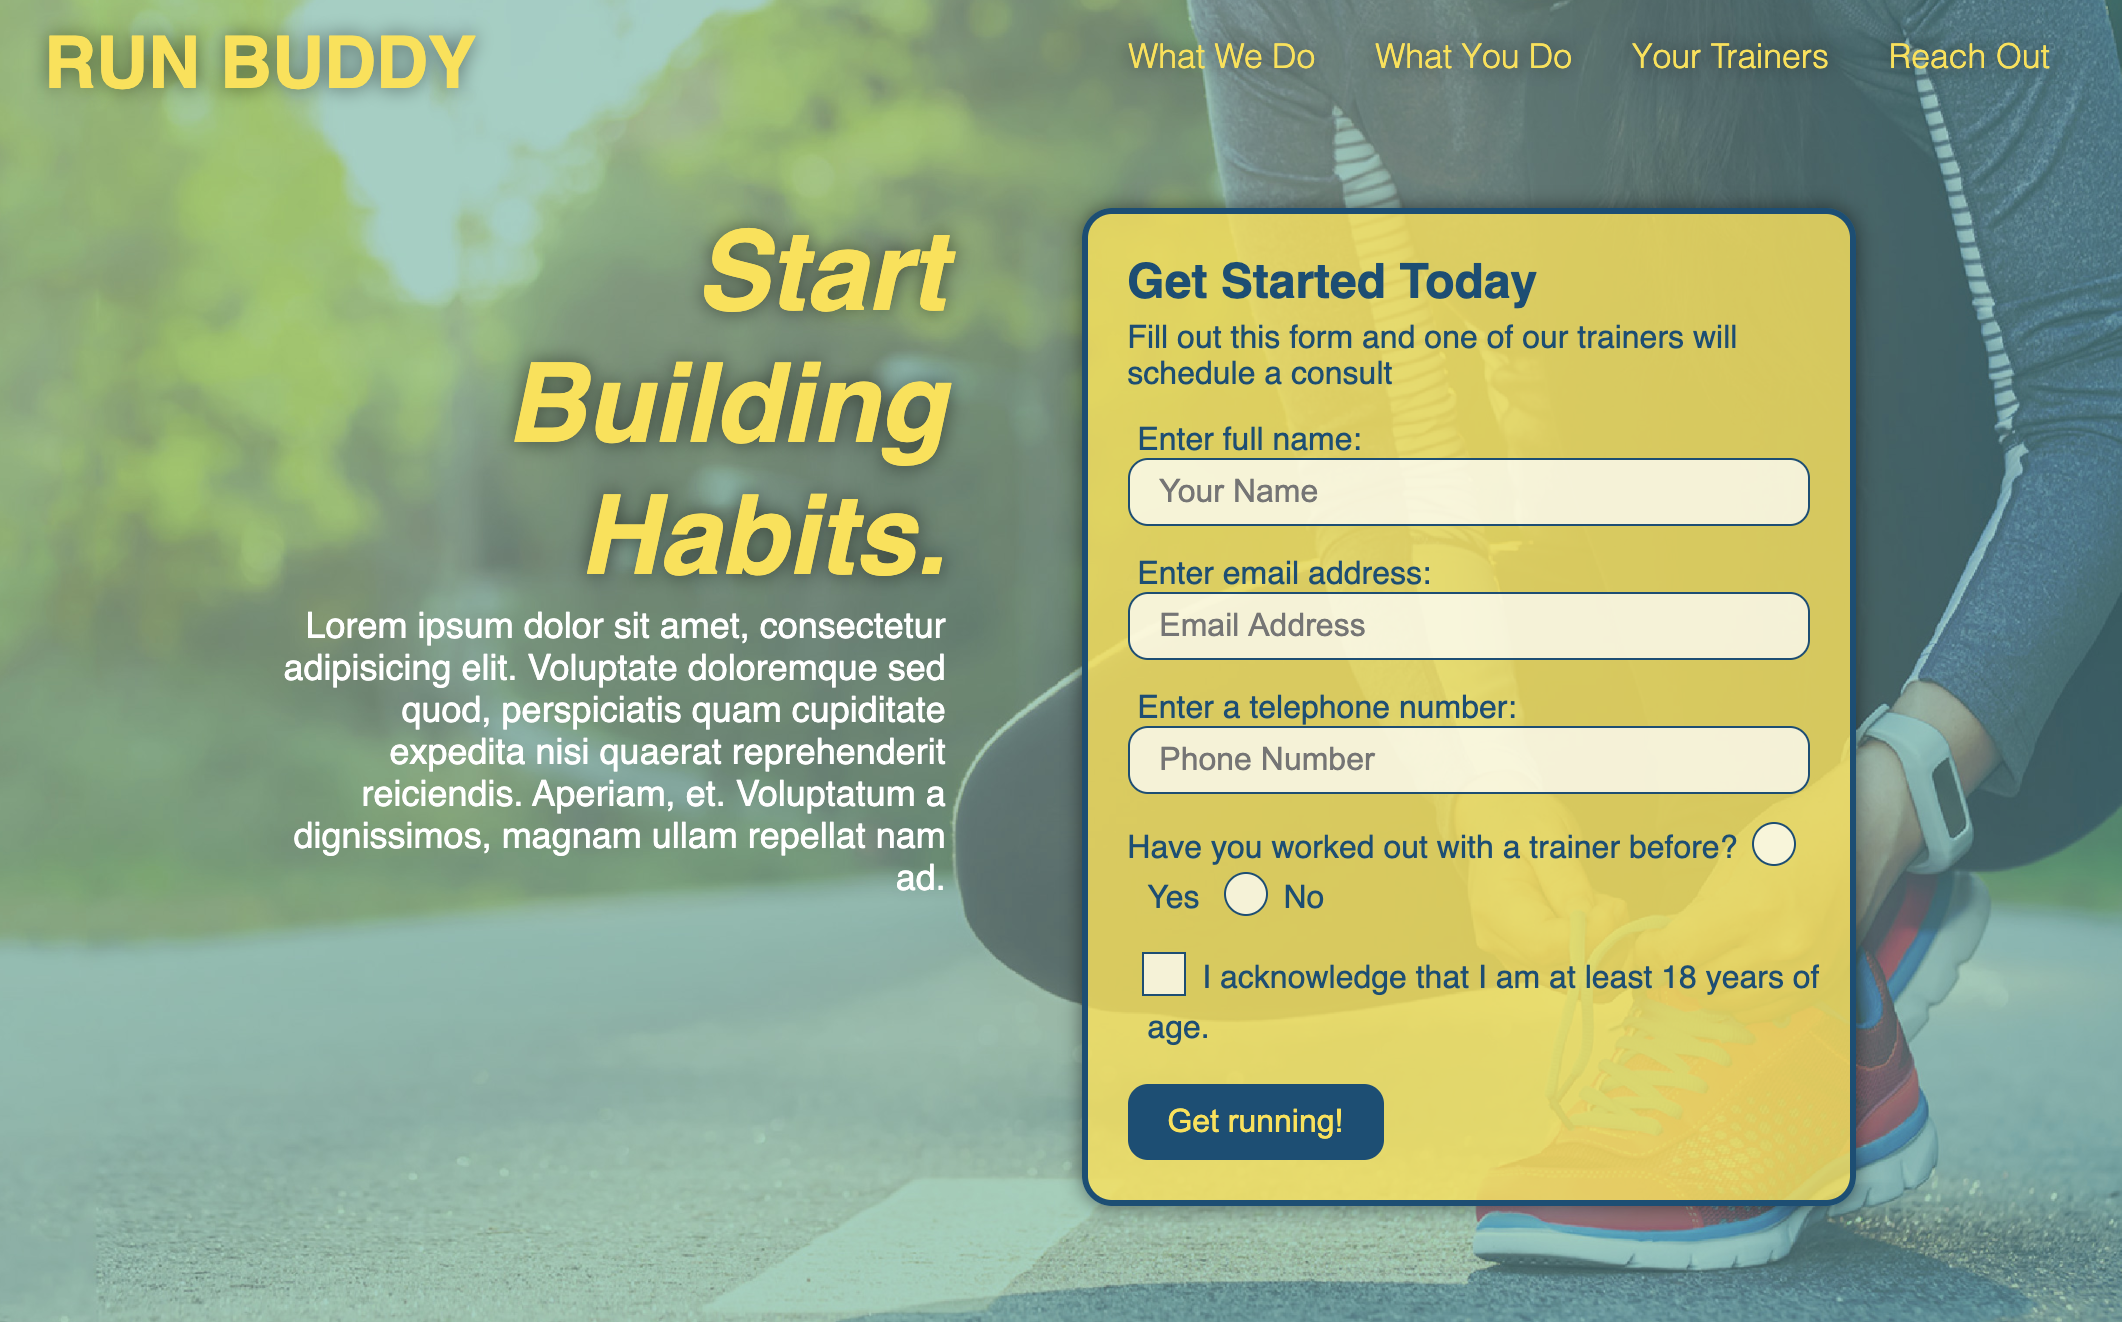 RUN BUDDY
What We Do
What You Do
Your Trainers
Reach Out
Start
Building
Habits.
Lorem ipsum dolor sit amet, consectetur
adipisicing elit. Voluptate doloremque sed
quod, perspiciatis quam cupiditate
expedita nisi quaerat reprehenderit
reiciendis. Aperiam, et. Voluptatum a
dignissimos, magnam ullam repellat nam
ad.
Get Started Today
Fill out this form and one of our trainers will
schedule a consult
Enter full name:
Your Name
Enter email address:
Email Address
Enter a telephone number:
Phone Number
Have you worked out with a trainer before?
Yes No
I acknowledge that I am at least 18 years of
age.
Get running!